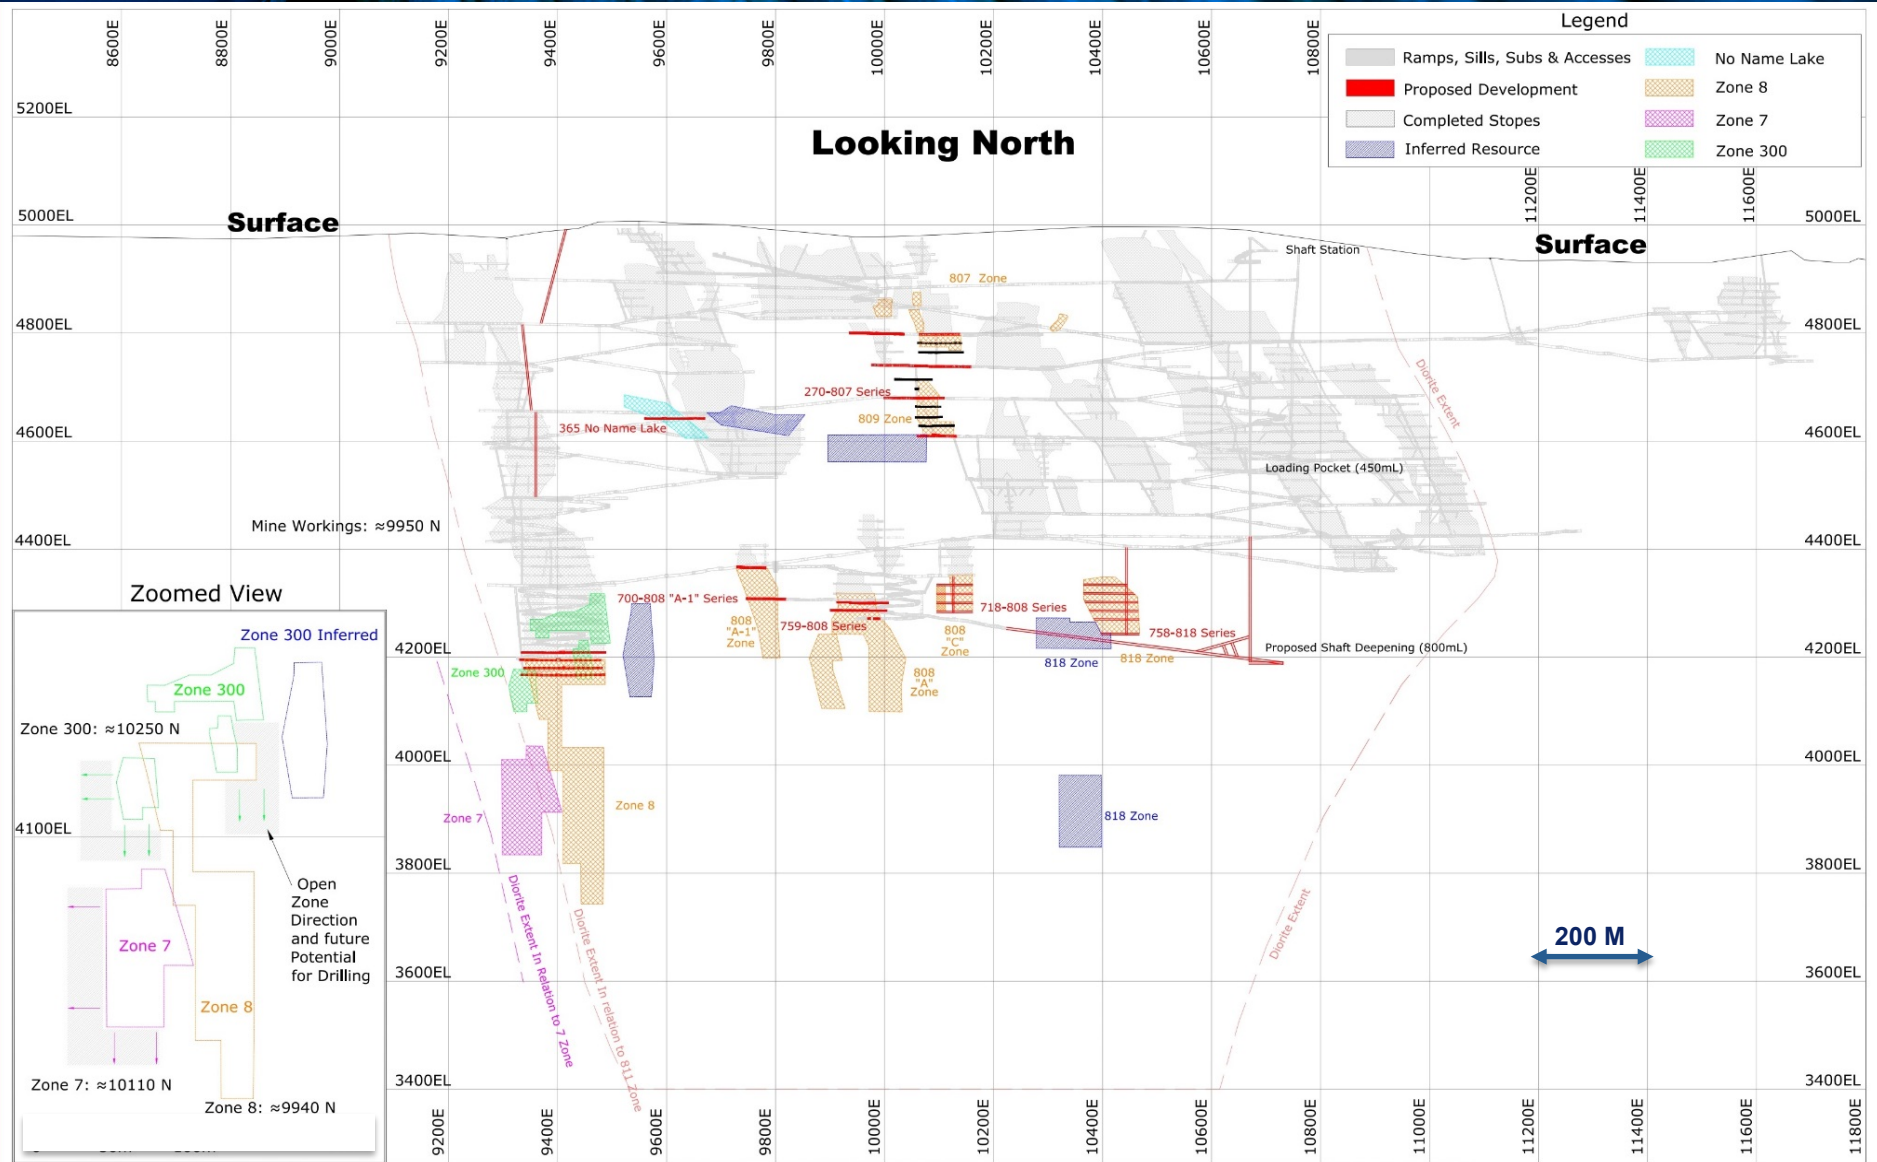 8600E
8800E
9000E
9200E
9400E
9600E
9800E
10000E
10200E
10400E
10600E
10800E
Legend
Ramps, Sills, Subs & Accesses
No Name Lake
Proposed Development
Zone 8
Completed Stopes
Zone 7
Inferred Resource
Zone 300
11200E
11400E
11600E
5200EL
Looking North
5000EL
Surface
5000EL
Surface
Shaft Station
807 Zone
4800EL
4800EL
Diorite Extent
270-807 Series
809 Zone
365 No Name Lake
4600EL
4600EL
Loading Pocket (450mL)
Mine Workings: ≈9950 N
4400EL
4400EL
Zoomed View
700-808 "A-1" Series
718-808 Series
759-808 Series
758-818 Series
808
"A-1"
Zone
808
"C"
Zone
Proposed Shaft Deepening (800mL)
4200EL
4200EL
818 Zone
818 Zone
Zone 300
808
"A"
Zone
Zone 300 Inferred
Zone 300
Zone 300: ≈10250 N
4000EL
4000EL
Zone 8
Zone 7
818 Zone
4100EL
3800EL
3800EL
Open
Zone
Direction
and future
Potential
for Drilling
Zone 7
Zone 8
Diorite Extent In Relation to 7 Zone
Diorite Extent In relation to 811 Zone
Diorite Extent
200 M
3600EL
3600EL
Zone 7: ≈10110 N
Zone 8: ≈9940 N
3400EL
3400EL
9200E
9400E
9600E
9800E
10000E
10200E
10400E
10600E
10800E
11000E
11200E
11400E
11600E
11800E